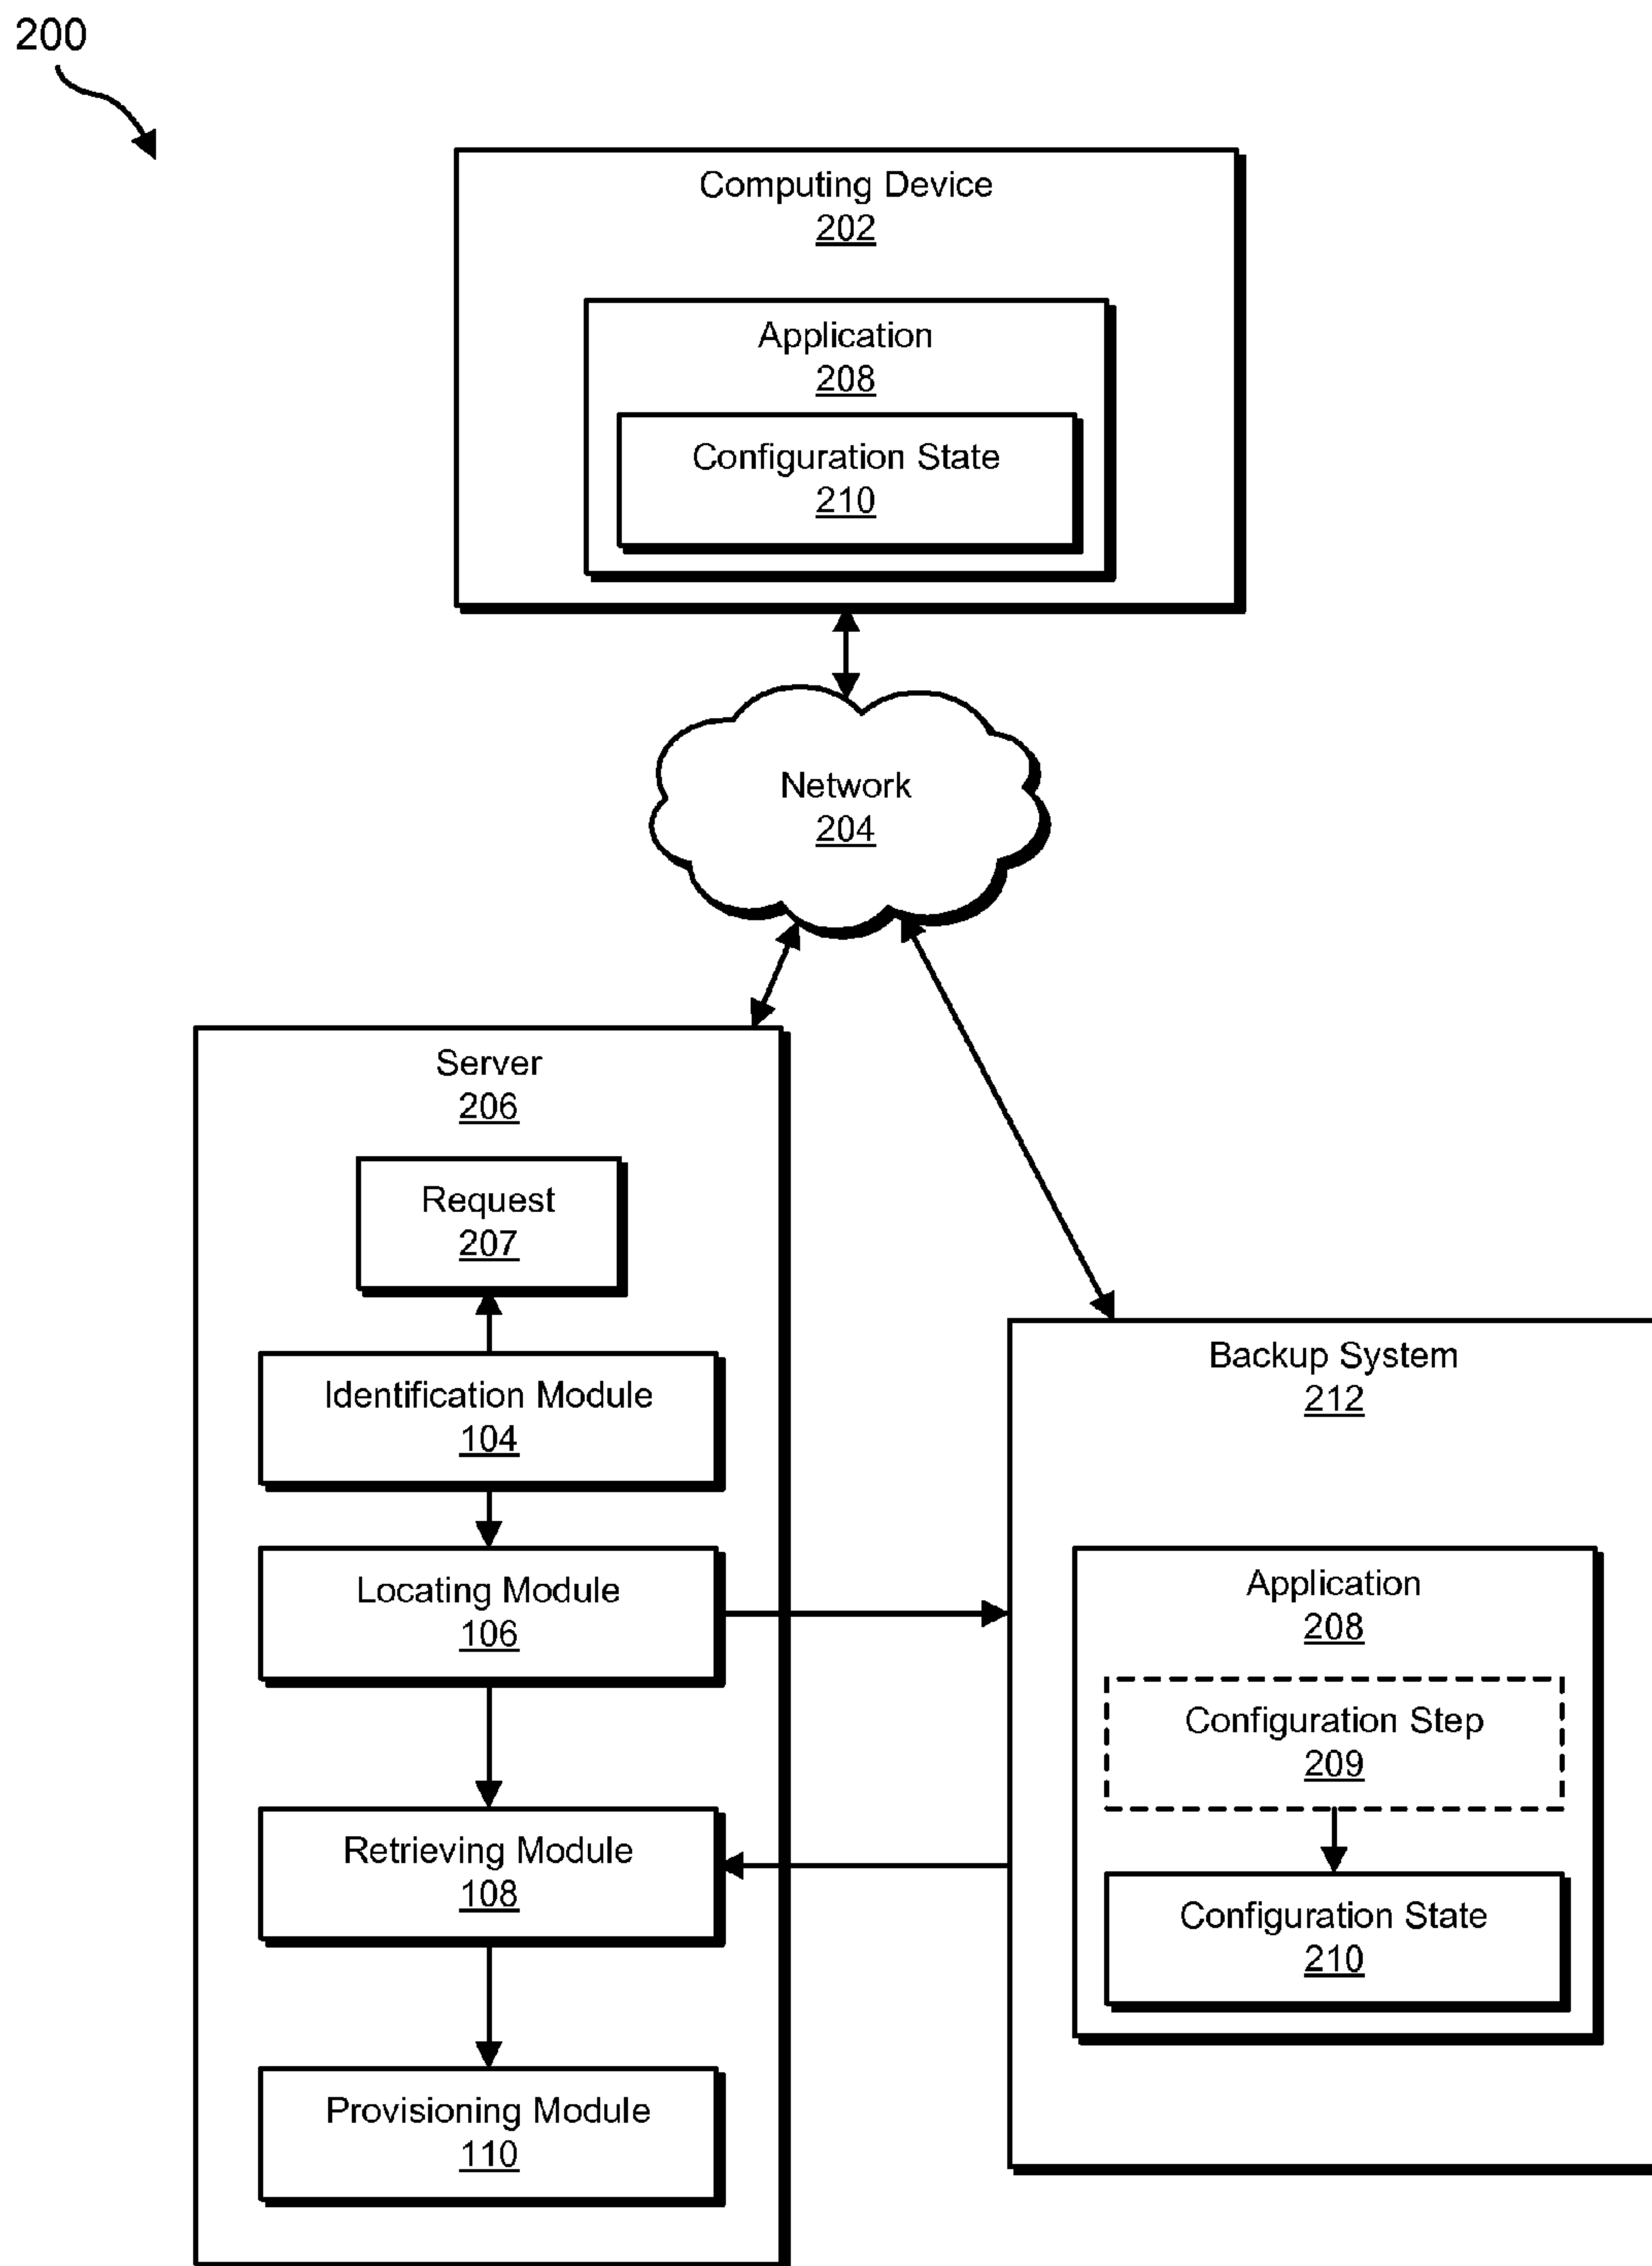 200
Computing Device
202
Application
208
Configuration State
210
Network
204
Server
206
Request
207
Identification Module
104
Locating Module
106
Retrieving Module
108
Provisioning Module
110
Backup System
212
Application
208
Configuration Step
209
Configuration State
210